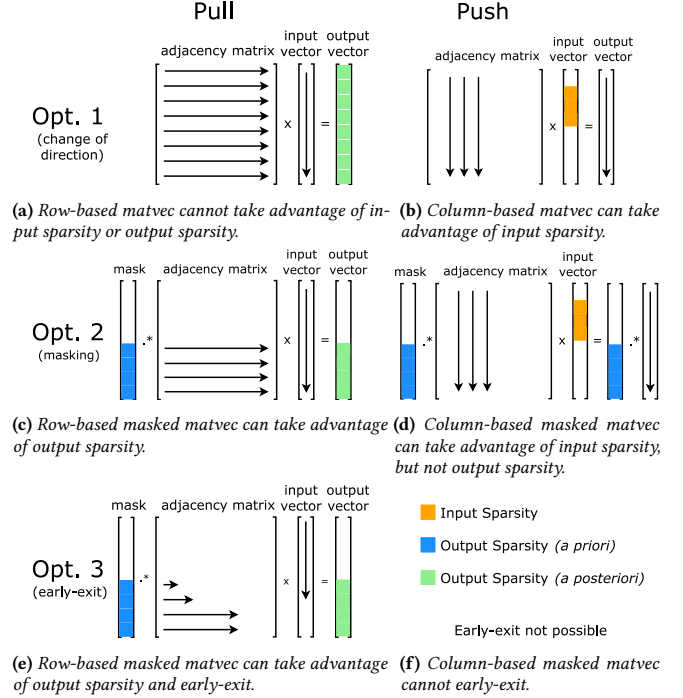 Pull
Push
adjacency matrix
input vector
output vector
adjacency matrix
input vector
output vector
Opt. 1
(change of
direction)
x
=
x
=
(a) Row-based matvec cannot take advantage of in-
put sparsity or output sparsity.
(b) Column-based matvec can take
advantage of input sparsity.
mask
adjacency matrix
input
vector
output
vector
mask
adjacency matrix
input
vector
Opt. 2
(masking)
.*
x
=
.*
x
=
.*
(c) Row-based masked matvec can take advantage
of output sparsity.
(d) Column-based masked matvec
can take advantage of input sparsity,
but not output sparsity.
mask
adjacency matrix
input
vector
output
vector
Opt. 3
(early-exit)
.*
x
=
Input Sparsity
Output Sparsity (a priori)
Output Sparsity (a posteriori)
Early-exit not possible
(e) Row-based masked matvec can take advantage
of output sparsity and early-exit.
(f) Column-based masked matvec
cannot early-exit.